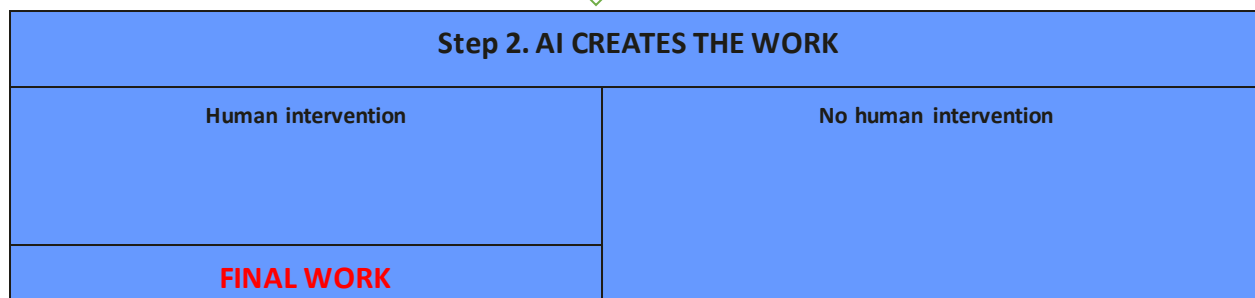 Step 2. AI CREATES THE WORK
Human intervention
No human intervention
FINAL WORK